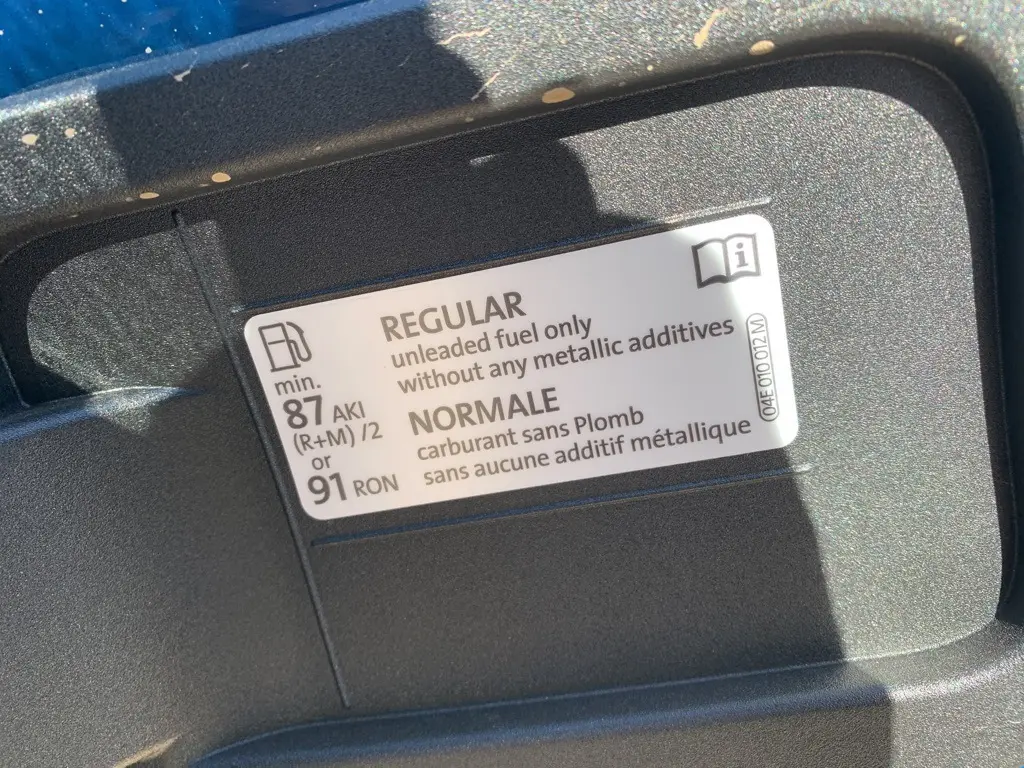 min.
87 AKI
(R+M) /2
or
91 RON
REGULAR
unleaded fuel only
without any metallic additives
NORMALE
carburant sans Plomb
sans aucune additif métallique
i
04E 010 012 M